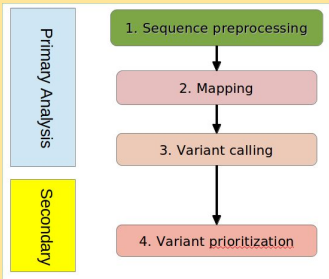 Primary Analysis
1. Sequence preprocessing
2. Mapping
3. Variant calling
Secondary
4. Variant prioritization